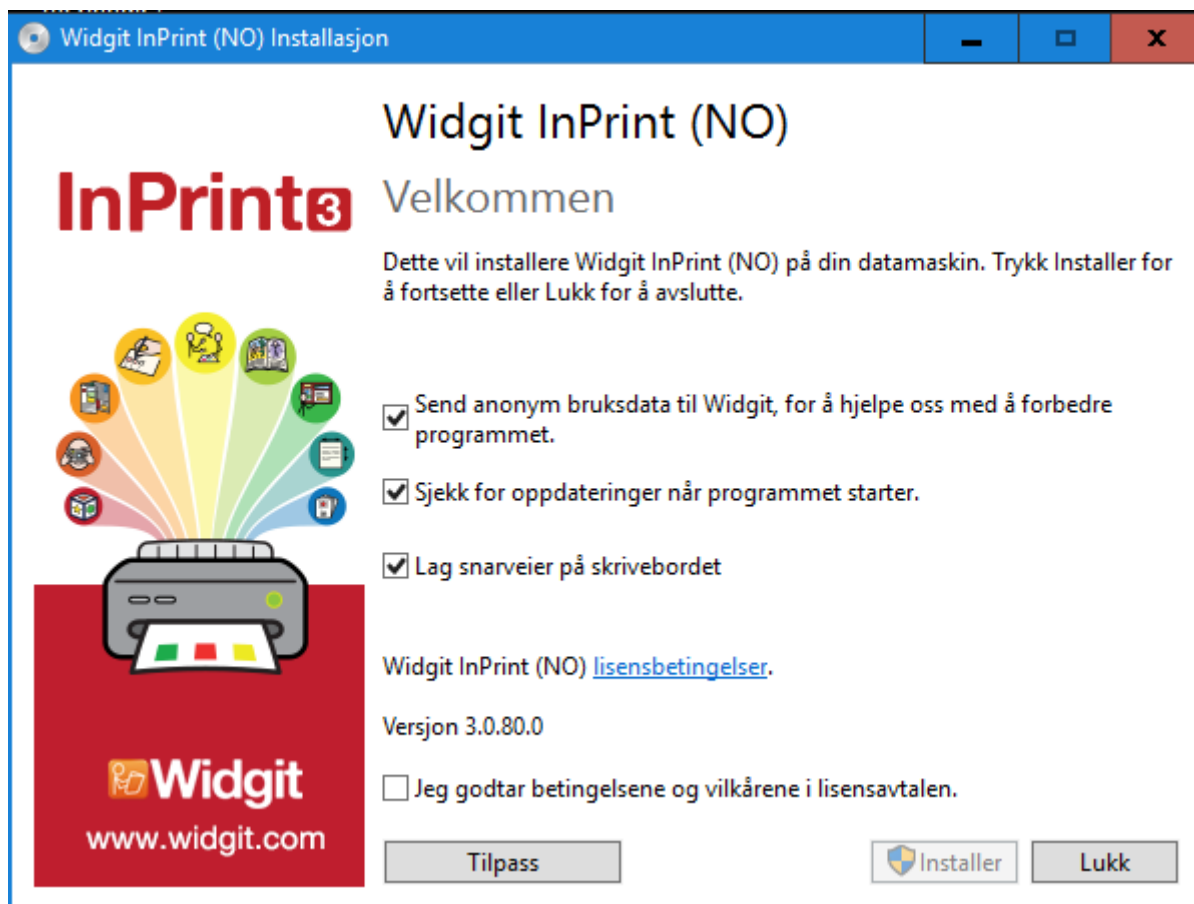 Widgit InPrint (NO) Installasjon
Widgit InPrint (NO)
InPrint3
Velkommen
Dette vil installere Widgit InPrint (NO) på din datamaskin. Trykk Installer for
å fortsette eller Lukk for å avslutte.
Send anonym bruksdata til Widgit, for å hjelpe oss med å forbedre
programmet.
Sjekk for oppdateringer når programmet starter.
Lag snarveier på skrivebordet
Widgit InPrint (NO) lisensbetingelser.
Versjon 3.0.80.0
Widgit
www.widgit.com
Jeg godtar betingelsene og vilkårene i lisensavtalen.
Tilpass
Installer
Lukk